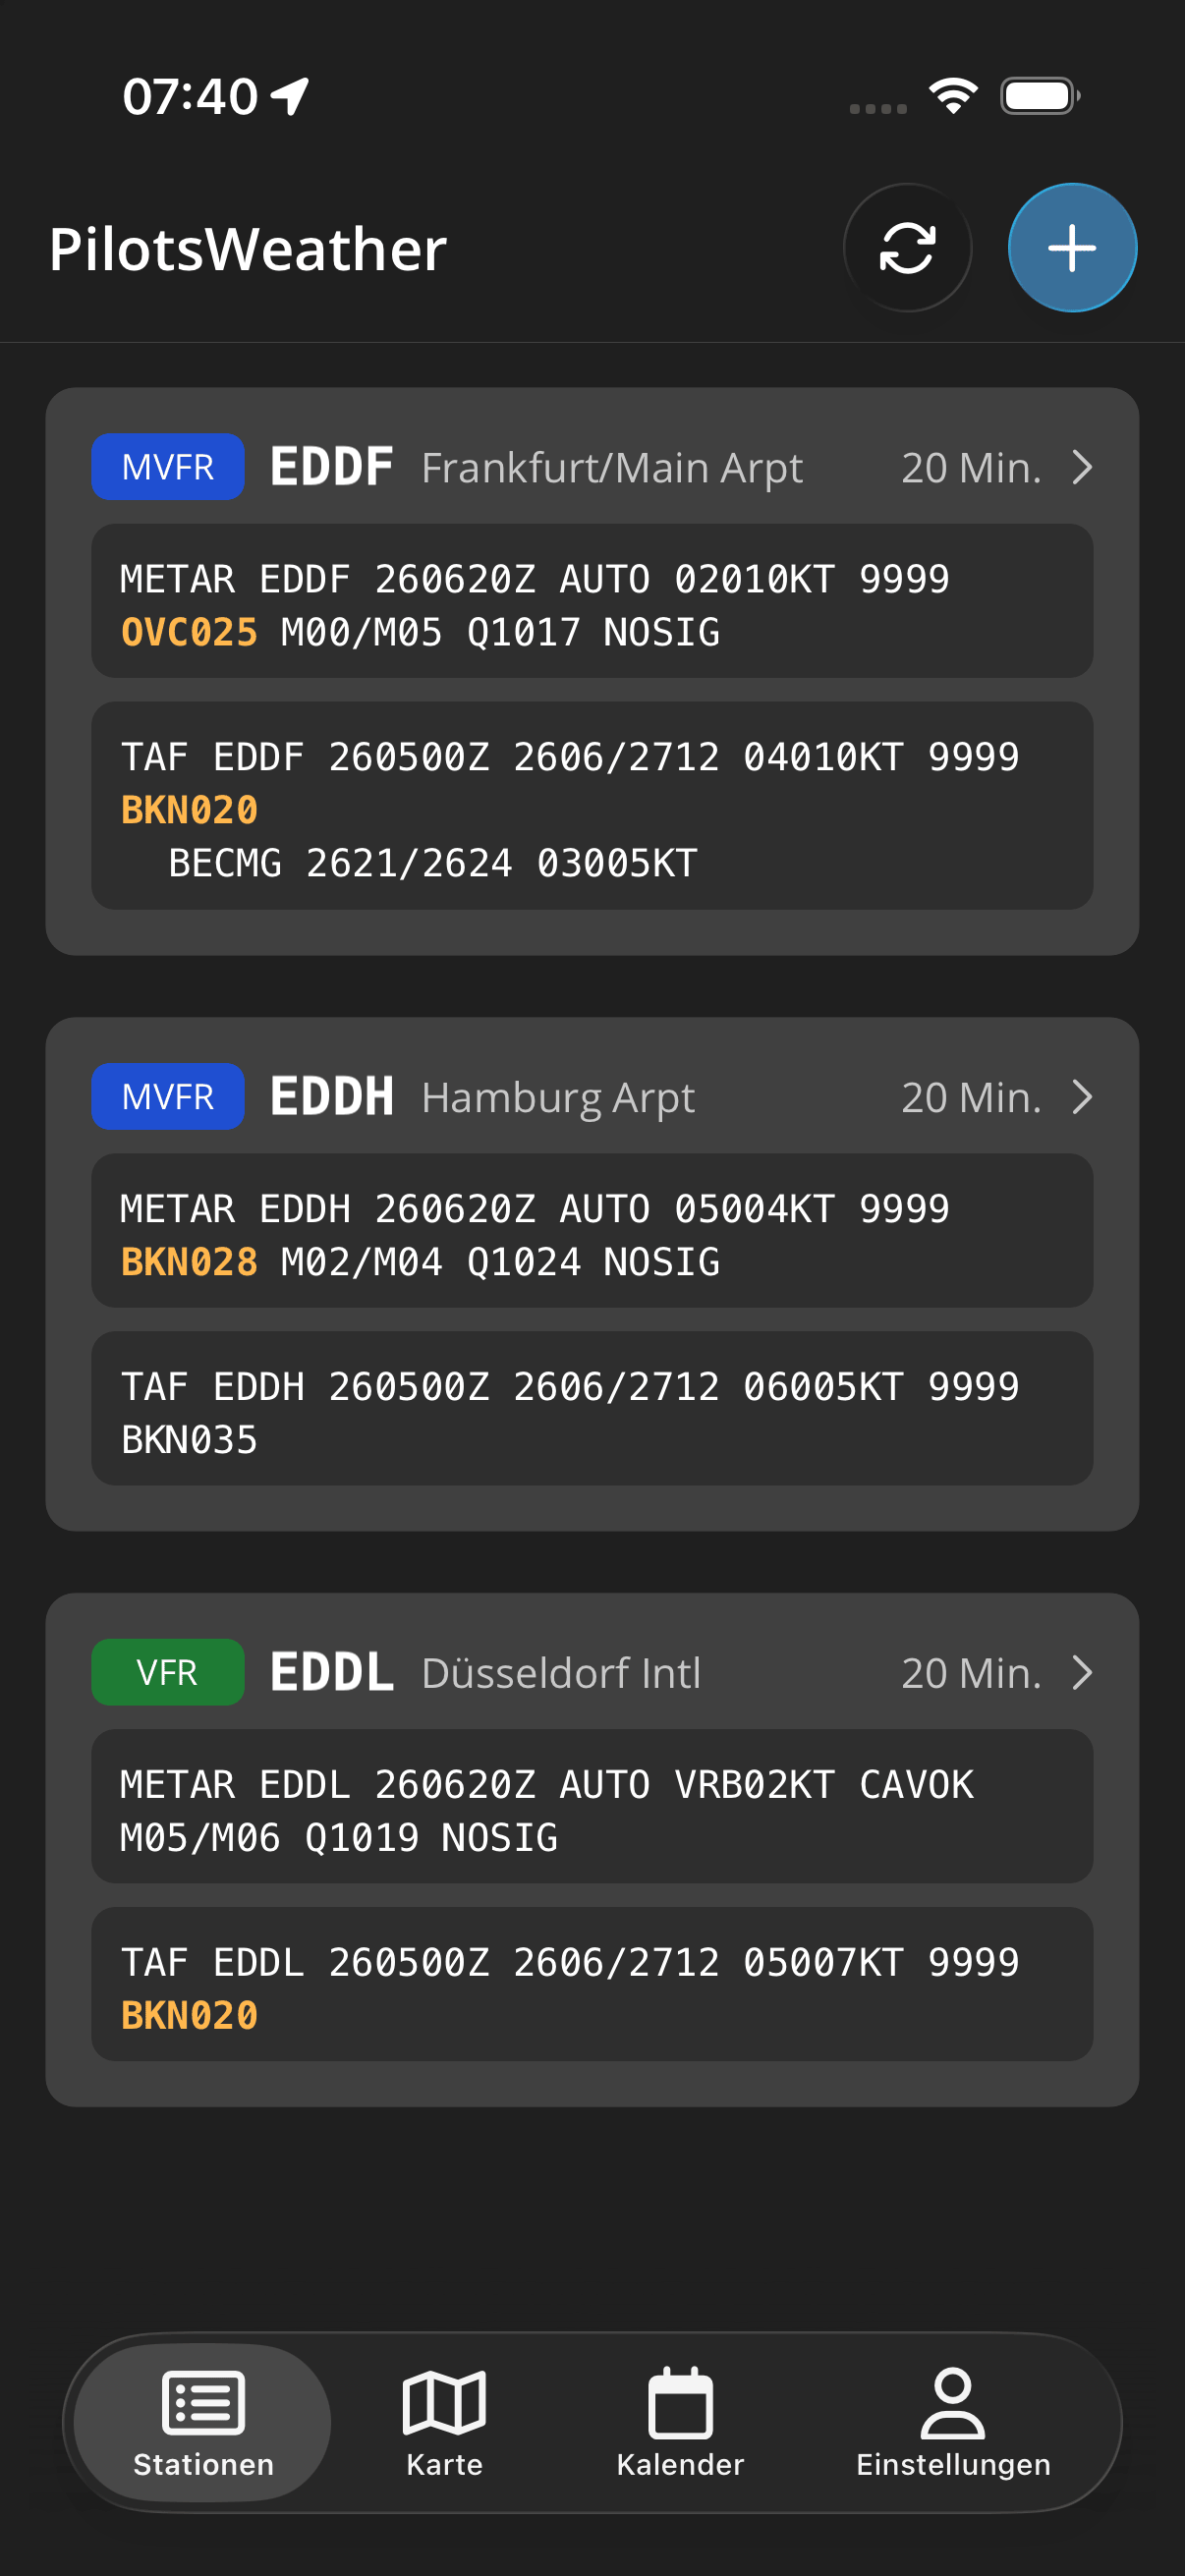 07:40
PilotsWeather
MVFR EDDF Frankfurt/Main Arpt 20 Min.
METAR EDDF 260620Z AUTO 02010KT 9999
OVC025 M00/M05 Q1017 NOSIG
TAF EDDF 260500Z 2606/2712 04010KT 9999
BKN020
BECMG 2621/2624 03005KT
MVFR EDDH Hamburg Arpt 20 Min.
METAR EDDH 260620Z AUTO 05004KT 9999
BKN028 M02/M04 Q1024 NOSIG
TAF EDDH 260500Z 2606/2712 06005KT 9999
BKN035
VFR EDDL Düsseldorf Intl 20 Min.
METAR EDDL 260620Z AUTO VRB02KT CAVOK
M05/M06 Q1019 NOSIG
TAF EDDL 260500Z 2606/2712 05007KT 9999
BKN020
Stationen Karte Kalender Einstellungen